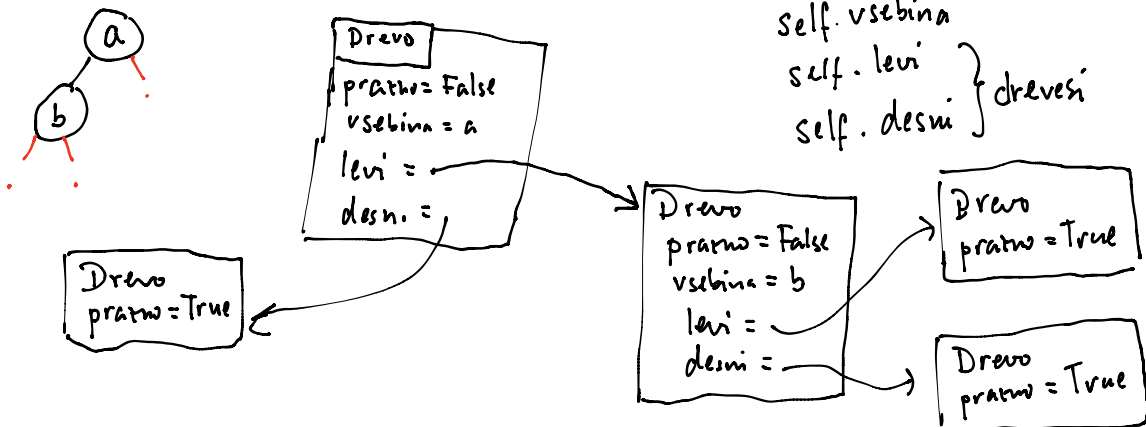 a
b
Drevo
prazno = False
vsebina = a
levi =
desni =
self. vsebina
self. levi
self. desni
drevesi
Drevo
prazno = True
Drevo
prazno = False
vsebina = b
levi =
desni =
Drevo
prazno = True
Drevo
prazno = True